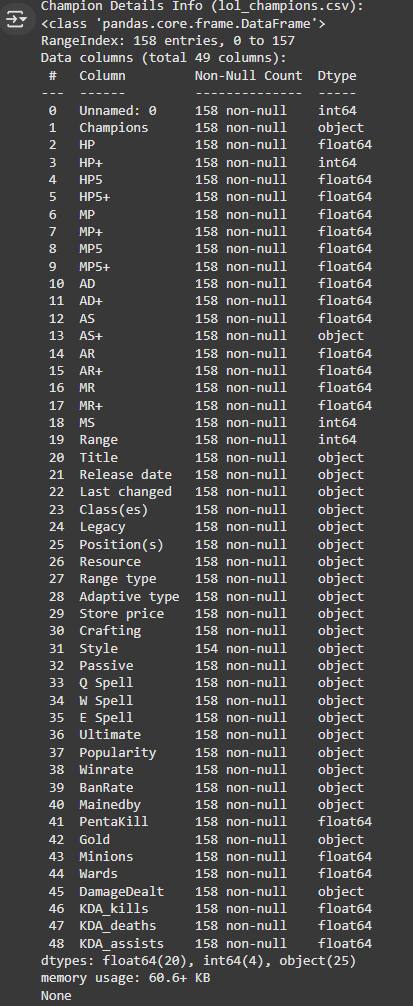 Champion Details Info (lol_champions.csv):
<class 'pandas.core.frame.DataFrame'>
RangeIndex: 158 entries, 0 to 157
Data columns (total 49 columns):
 #   Column         Non-Null Count  Dtype
---  ------         --------------  -----
 0   Unnamed: 0     158 non-null    int64
 1   Champions      158 non-null    object
 2   HP             158 non-null    float64
 3   HP+            158 non-null    int64
 4   HP5            158 non-null    float64
 5   HP5+           158 non-null    float64
 6   MP             158 non-null    float64
 7   MP+            158 non-null    float64
 8   MP5            158 non-null    float64
 9   MP5+           158 non-null    float64
 10  AD             158 non-null    float64
 11  AD+            158 non-null    float64
 12  AS             158 non-null    float64
 13  AS+            158 non-null    object
 14  AR             158 non-null    float64
 15  AR+            158 non-null    float64
 16  MR             158 non-null    float64
 17  MR+            158 non-null    float64
 18  MS             158 non-null    int64
 19  Range          158 non-null    int64
 20  Title          158 non-null    object
 21  Release date   158 non-null    object
 22  Last changed   158 non-null    object
 23  Class(es)      158 non-null    object
 24  Legacy         158 non-null    object
 25  Position(s)    158 non-null    object
 26  Resource       158 non-null    object
 27  Range type     158 non-null    object
 28  Adaptive type  158 non-null    object
 29  Store price    158 non-null    object
 30  Crafting       158 non-null    object
 31  Style          154 non-null    object
 32  Passive        158 non-null    object
 33  Q Spell        158 non-null    object
 34  W Spell        158 non-null    object
 35  E Spell        158 non-null    object
 36  Ultimate       158 non-null    object
 37  Popularity     158 non-null    object
 38  Winrate        158 non-null    object
 39  BanRate        158 non-null    object
 40  Mainedby       158 non-null    object
 41  PentaKill      158 non-null    float64
 42  Gold           158 non-null    object
 43  Minions        158 non-null    float64
 44  Wards          158 non-null    float64
 45  DamageDealt    158 non-null    object
 46  KDA_kills      158 non-null    float64
 47  KDA_deaths     158 non-null    float64
 48  KDA_assists    158 non-null    float64
dtypes: float64(20), int64(4), object(25)
memory usage: 60.6+ KB
None